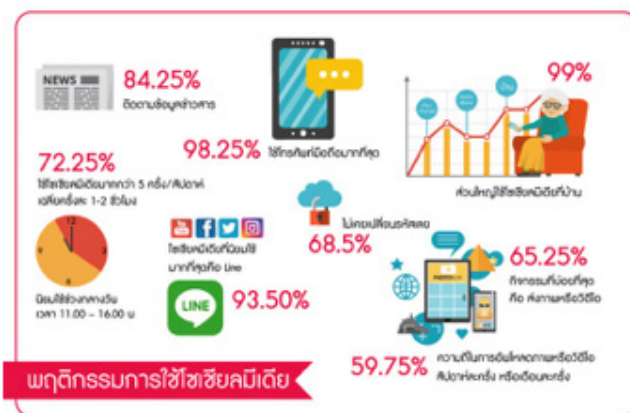 NEWS
84.25%
ติดตามข้อมูลข่าวสาร
98.25% ใช้โทรศัพท์มือถือมากที่สุด
99%
ส่วนใหญ่ใช้โซเชียลมีเดียที่บ้าน
72.25%
ใช้โซเชียลมีเดียมากกว่า 5 ครั้ง/สัปดาห์
เฉลี่ยครั้งละ 1-2 ชั่วโมง
12
3
6
9
นิยมใช้ช่วงกลางวัน
เวลา 11.00 - 16.00 น
You
โซเชียลมีเดียที่นิยมใช้
มากที่สุดคือ Line
LINE
93.50%
ไม่เคยเปลี่ยนรหัสเลย
68.5%
65.25%
กิจกรรมที่บ่อยที่สุด
คือ ส่งภาพหรือวิดีโอ
59.75% ความถี่ในการอัพโหลดภาพหรือวิดีโอ
สัปดาห์ละครั้ง หรือเดือนละครั้ง
พฤติกรรมการใช้โซเชียลมีเดีย